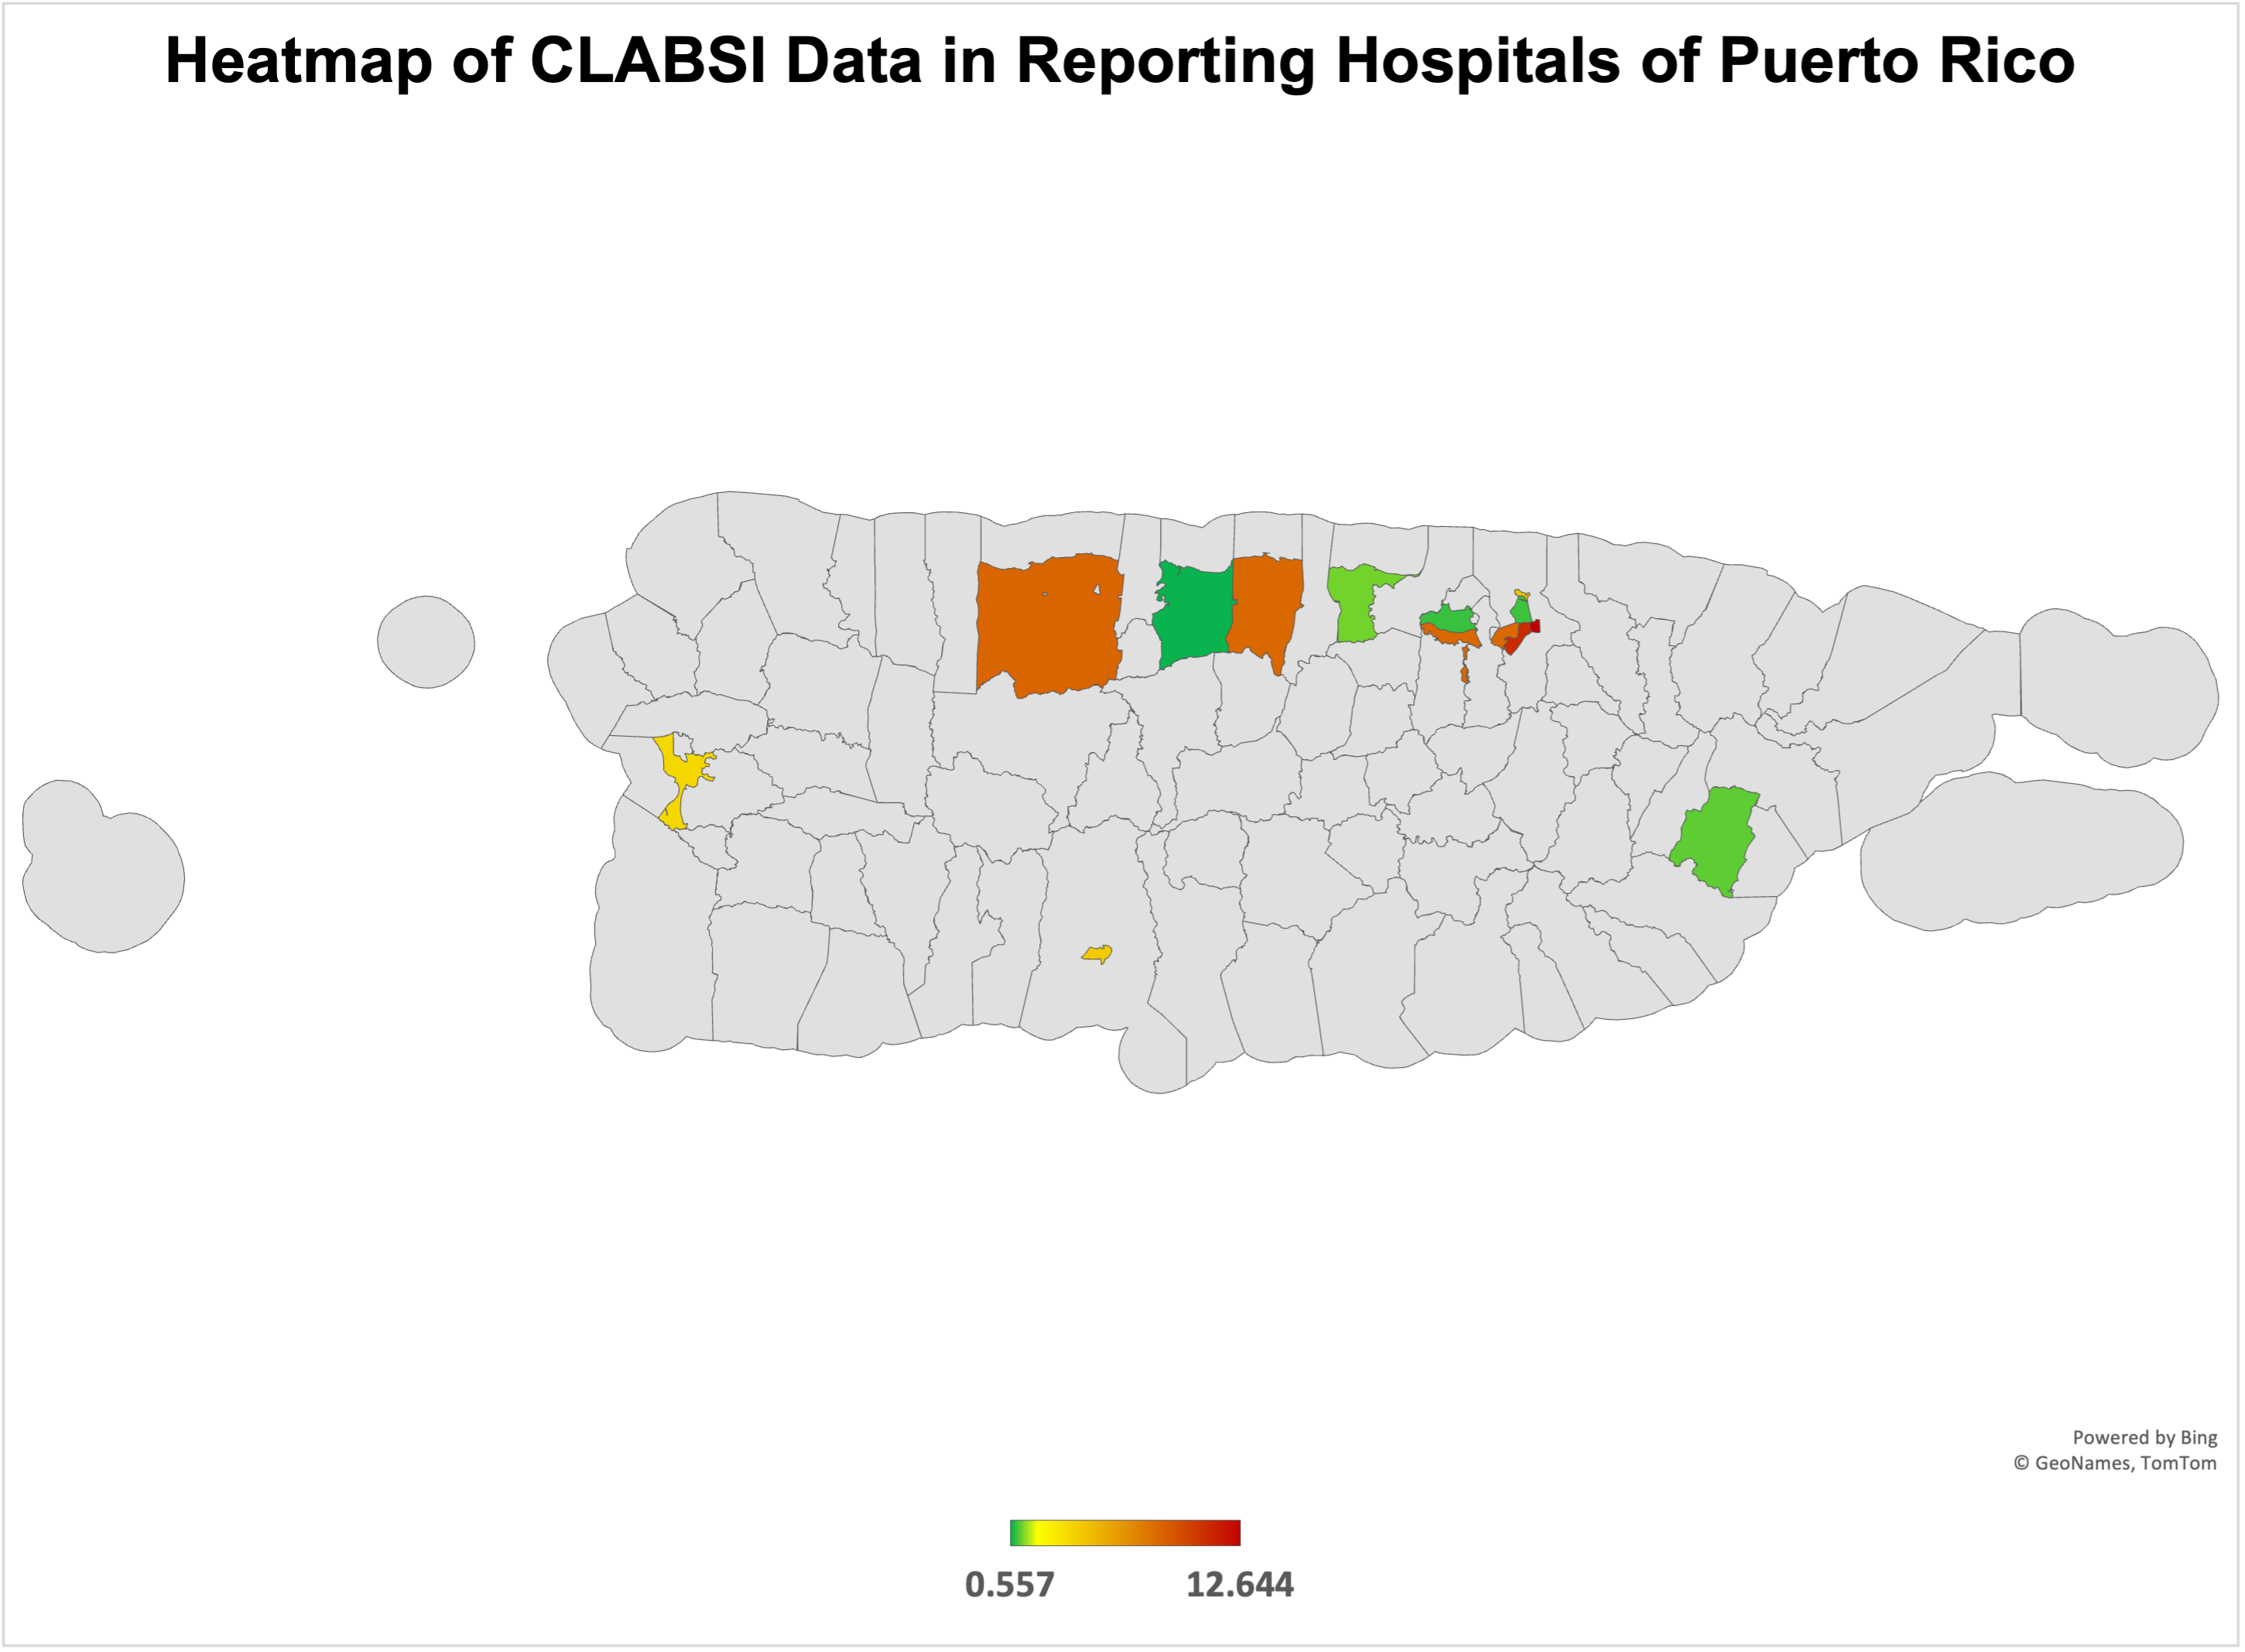 Heatmap of CLABSI Data in Reporting Hospitals of Puerto Rico
Powered by Bing
© GeoNames, TomTom
0.557 12.644